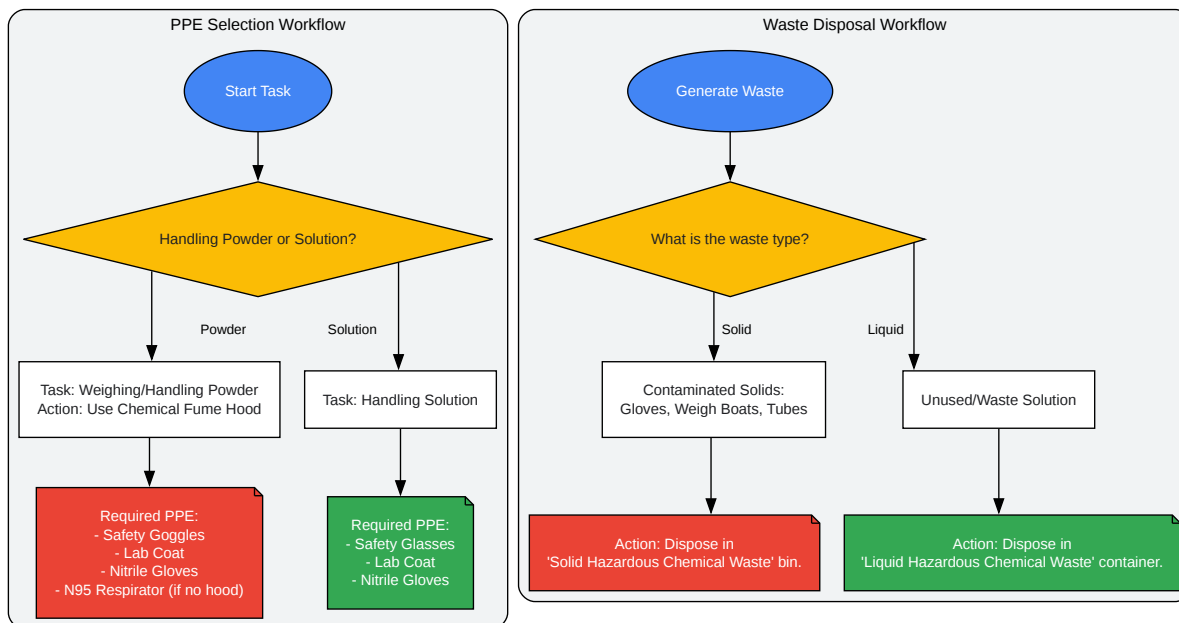 PPE Selection Workflow
Start Task
Handling Powder or Solution?
Powder
Solution
Task: Weighing/Handling Powder
Action: Use Chemical Fume Hood
Task: Handling Solution
Required PPE:
- Safety Goggles
- Lab Coat
- Nitrile Gloves
- N95 Respirator (if no hood)
Required PPE:
- Safety Glasses
- Lab Coat
- Nitrile Gloves
Waste Disposal Workflow
Generate Waste
What is the waste type?
Solid
Liquid
Contaminated Solids:
Gloves, Weigh Boats, Tubes
Unused/Waste Solution
Action: Dispose in
'Solid Hazardous Chemical Waste' bin.
Action: Dispose in
'Liquid Hazardous Chemical Waste' container.